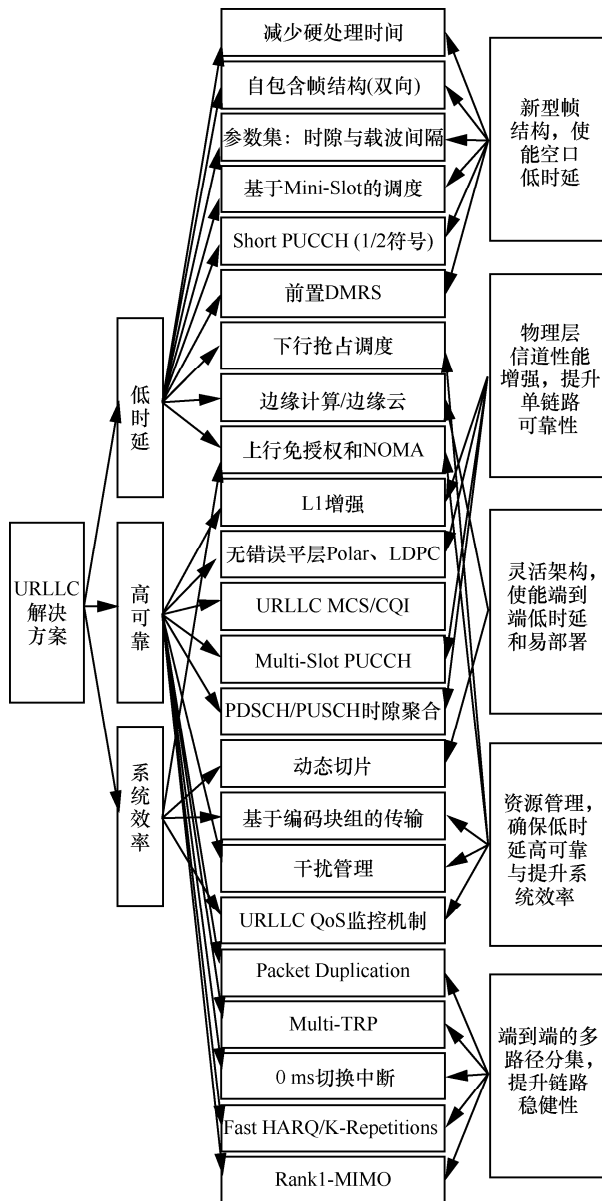 URLLC
解决
方案
低
时
延
高
可
靠
系
统
效
率
减少硬处理时间
自包含帧结构(双向)
参数集：时隙与载波间隔
基于Mini-Slot的调度
Short PUCCH (1/2符号)
前置DMRS
下行抢占调度
边缘计算/边缘云
上行免授权和NOMA
L1增强
无错误平层Polar、LDPC
URLLC MCS/CQI
Multi-Slot PUCCH
PDSCH/PUSCH时隙聚合
动态切片
基于编码块组的传输
干扰管理
URLLC QoS监控机制
Packet Duplication
Multi-TRP
0 ms切换中断
Fast HARQ/K-Repetitions
Rank1-MIMO
新型帧
结构，使
能空口
低时延
物理层
信道性能
增强，提升
单链路
可靠性
灵活架构，
使能端到
端低时延
和易部署
资源管理，
确保低时
延高可靠
与提升系
统效率
端到端的多
路径分集，
提升链路
稳健性